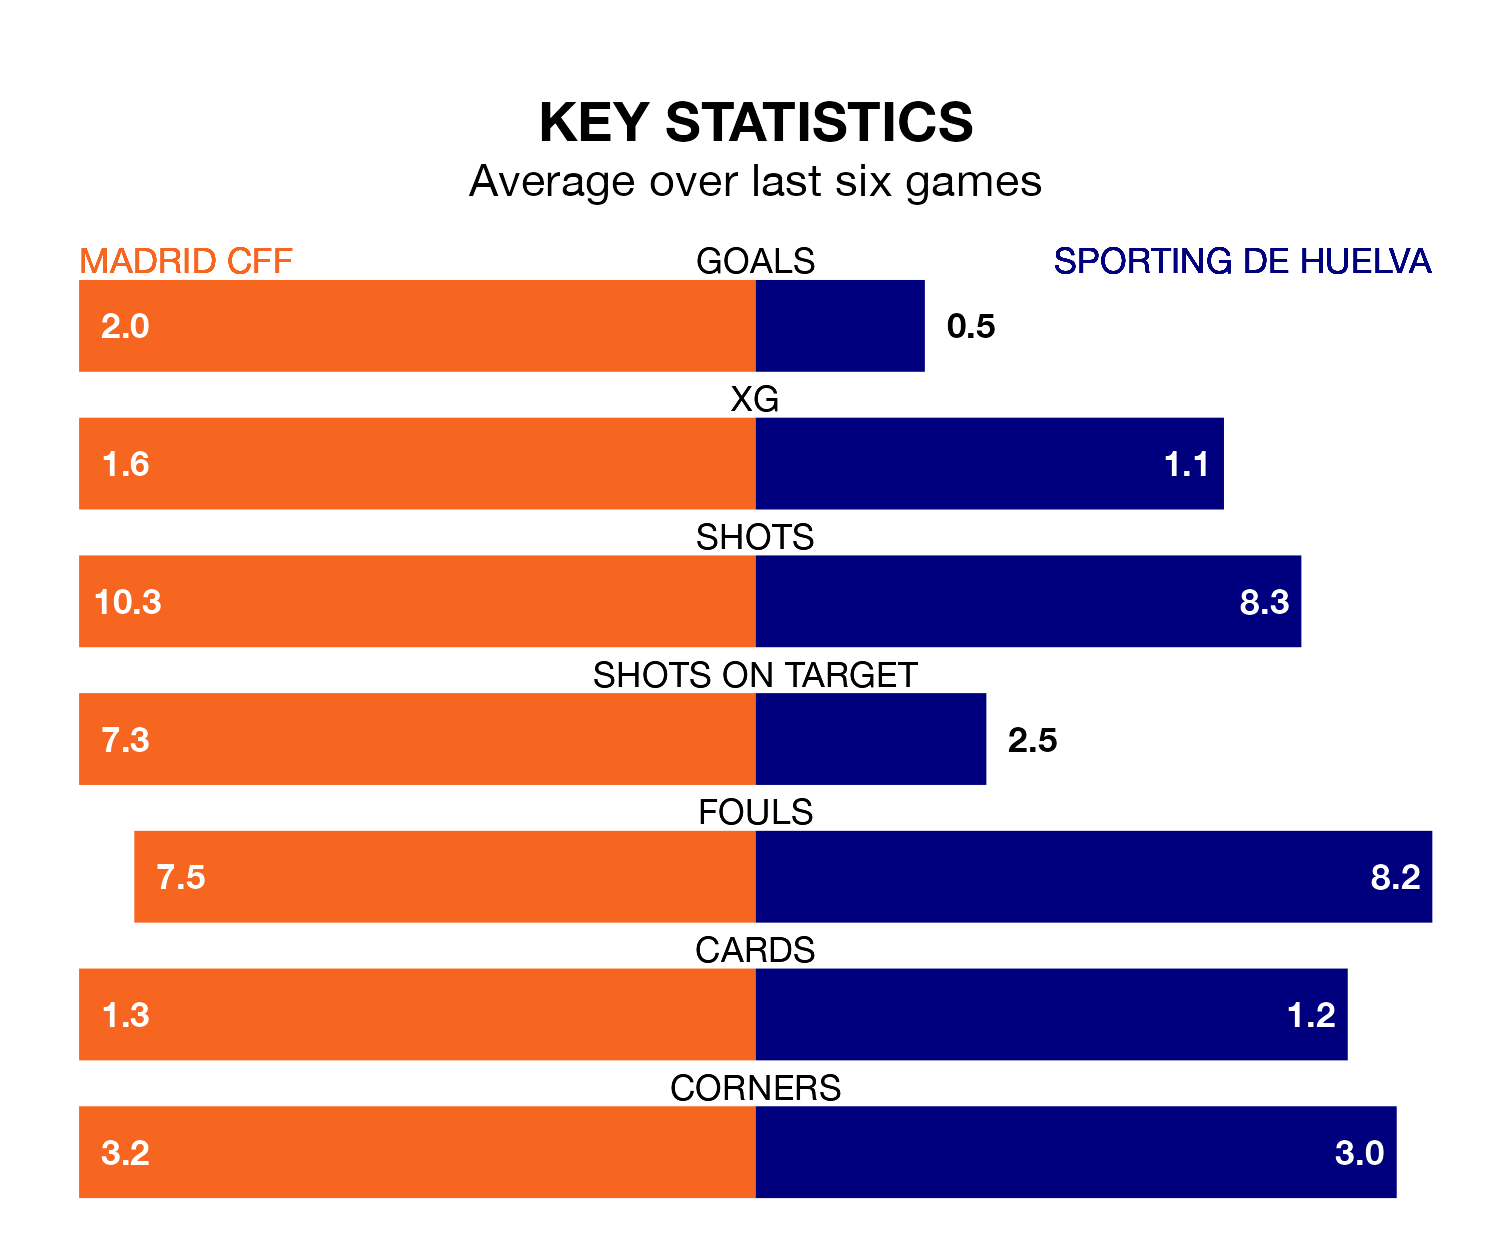 KEY STATISTICS
Average over last six games
MADRID CFF GOALS SPORTING DE HUELVA
2.0 0.5
XG
1.6 1.1
SHOTS
10.3 8.3
SHOTS ON TARGET
7.3 2.5
FOULS
7.5 8.2
CARDS
1.3 1.2
CORNERS
3.2 3.0